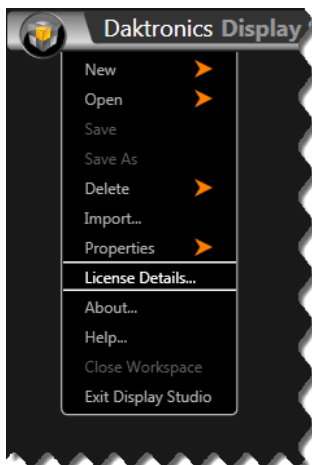 Daktronics Display
New
Open
Save
Save As
Delete
Import...
Properties
License Details...
About...
Help...
Close Workspace
Exit Display Studio